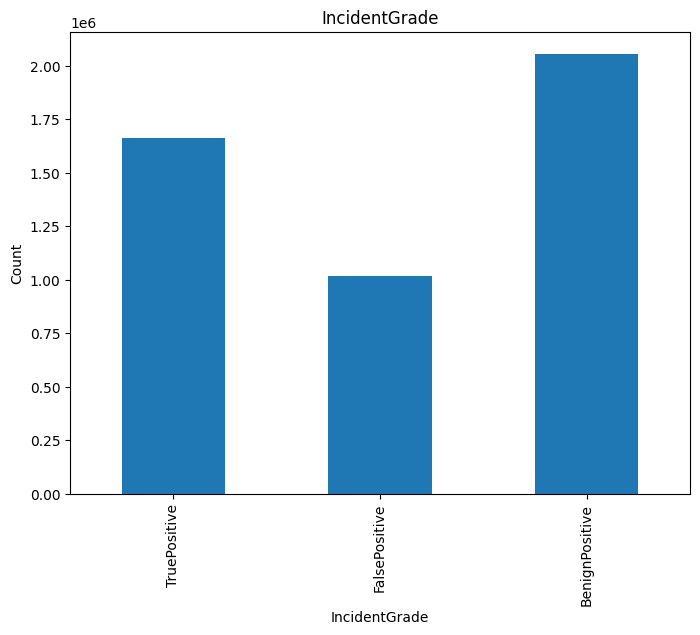 IncidentGrade
1e6
2.00
1.75
1.50
1.25
1.00
0.75
0.50
0.25
0.00
Count
TruePositive
FalsePositive
BenignPositive
IncidentGrade